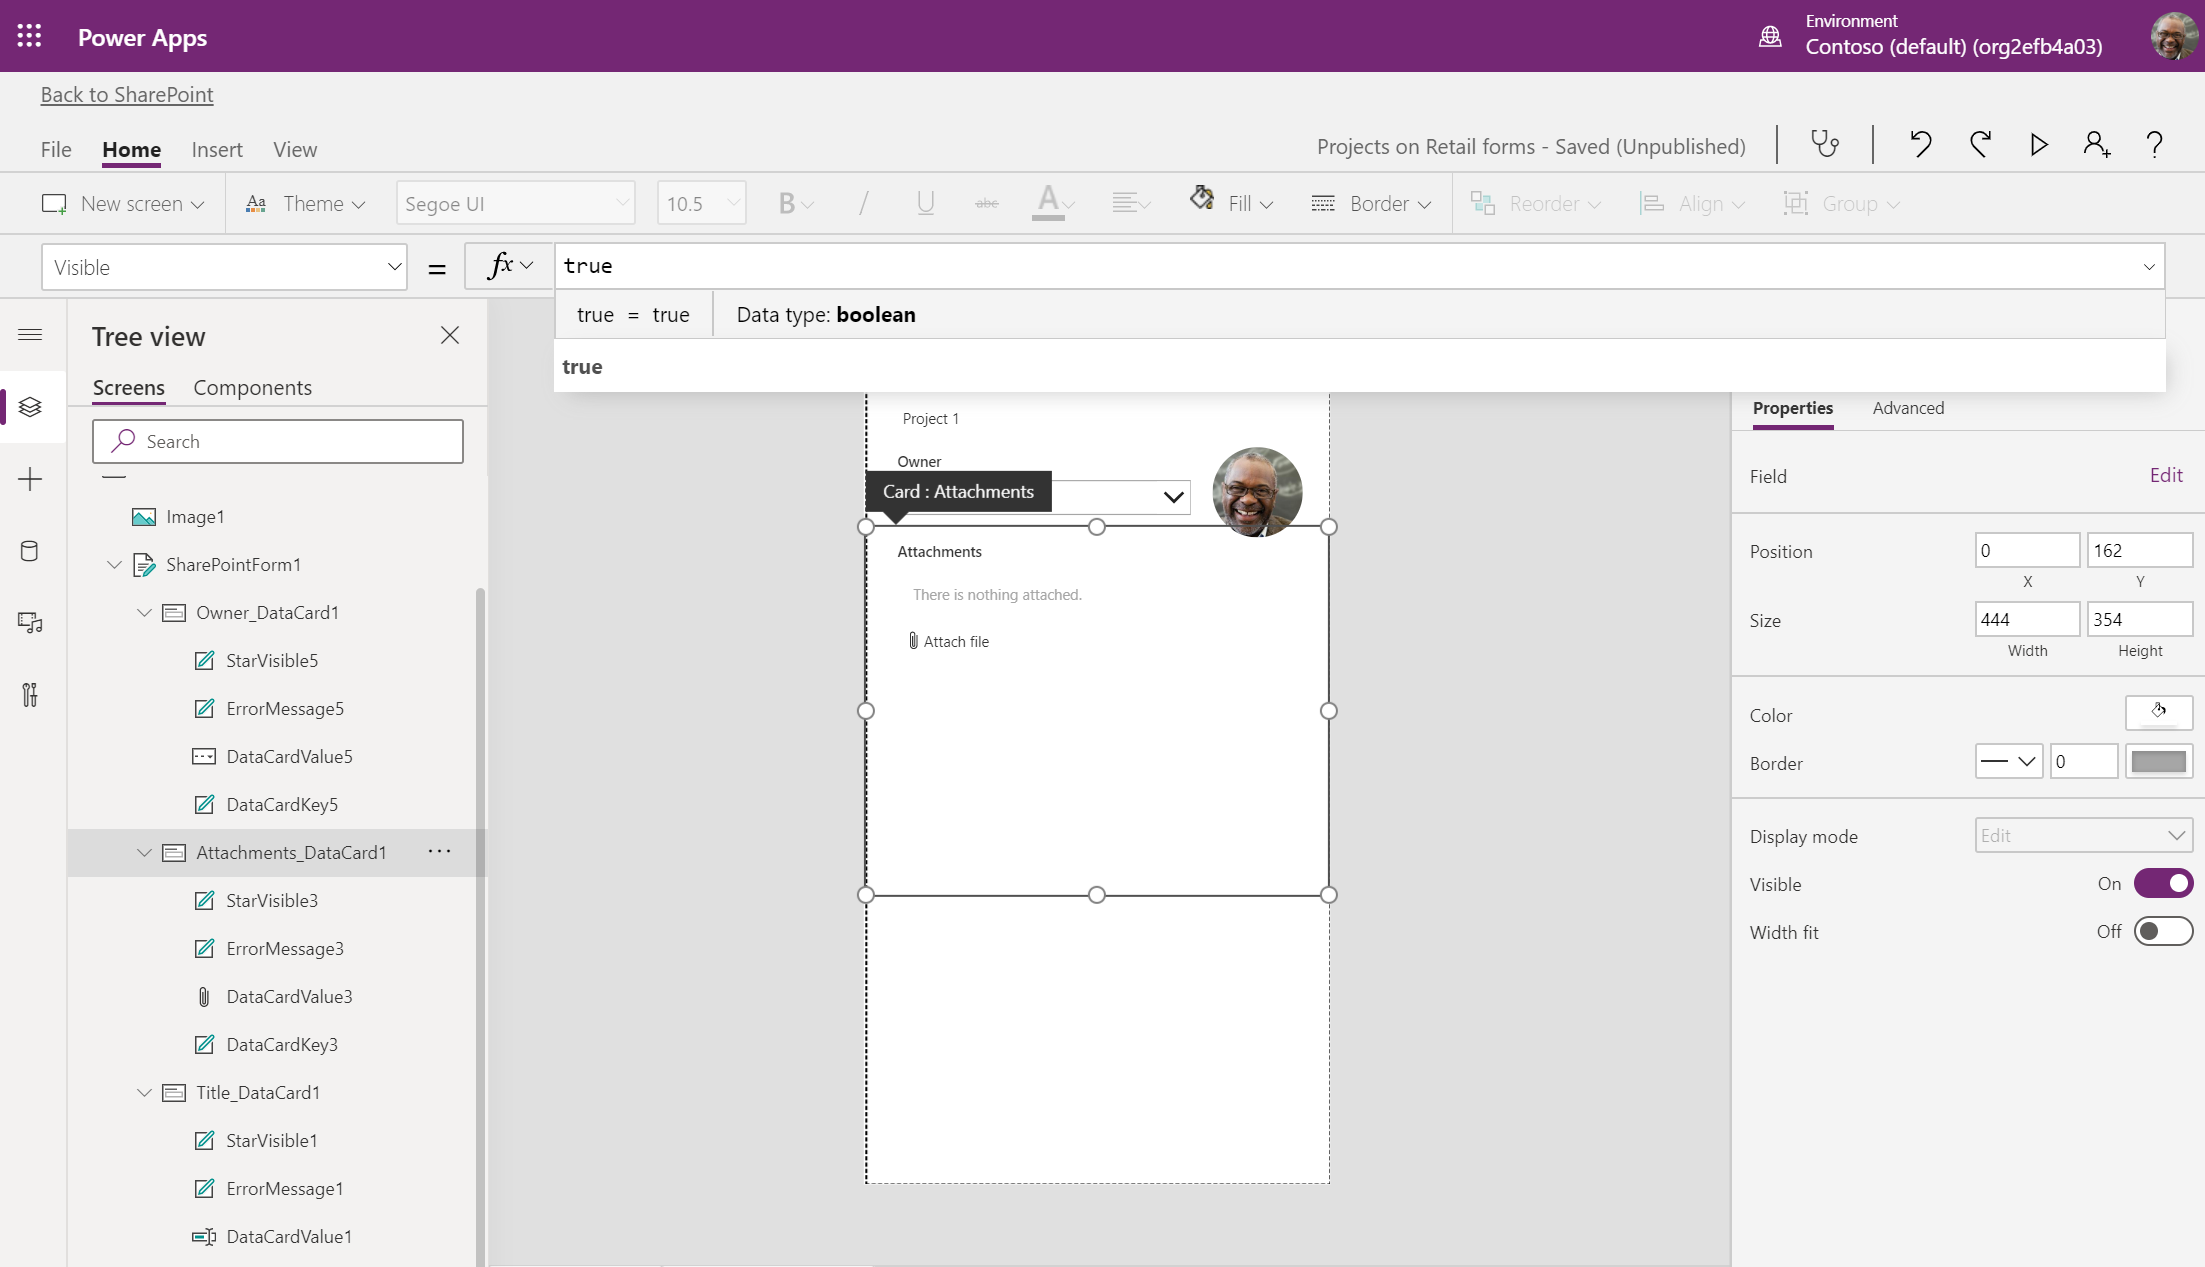 Power Apps
Environment
Contoso (default) (org2efb4a03)
Back to SharePoint
File Home Insert View
Projects on Retail forms - Saved (Unpublished)
New screen Theme Segoe UI 10.5 B / U abc A Fill Border Reorder Align Group
Visible = fx true
true = true Data type: boolean
true
Tree view
Screens Components
Search
Image1
SharePointForm1
Owner_DataCard1
StarVisible5
ErrorMessage5
DataCardValue5
DataCardKey5
Attachments_DataCard1 ...
StarVisible3
ErrorMessage3
DataCardValue3
DataCardKey3
Title_DataCard1
StarVisible1
ErrorMessage1
DataCardValue1
Project 1
Owner
Card : Attachments
Attachments
There is nothing attached.
Attach file
Properties Advanced
Field Edit
Position 0 162
X Y
Size 444 354
Width Height
Color
Border 0
Display mode Edit
Visible On
Width fit Off